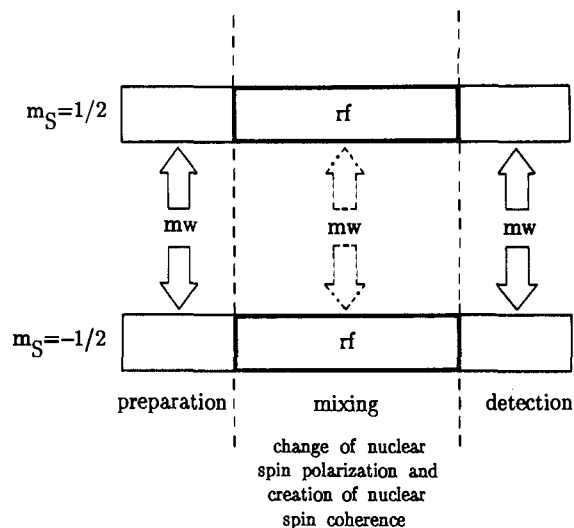 m_S=1/2
rf
mw
mw
mw
m_S=-1/2
rf
preparation
mixing
detection
change of nuclear
spin polarization and
creation of nuclear
spin coherence